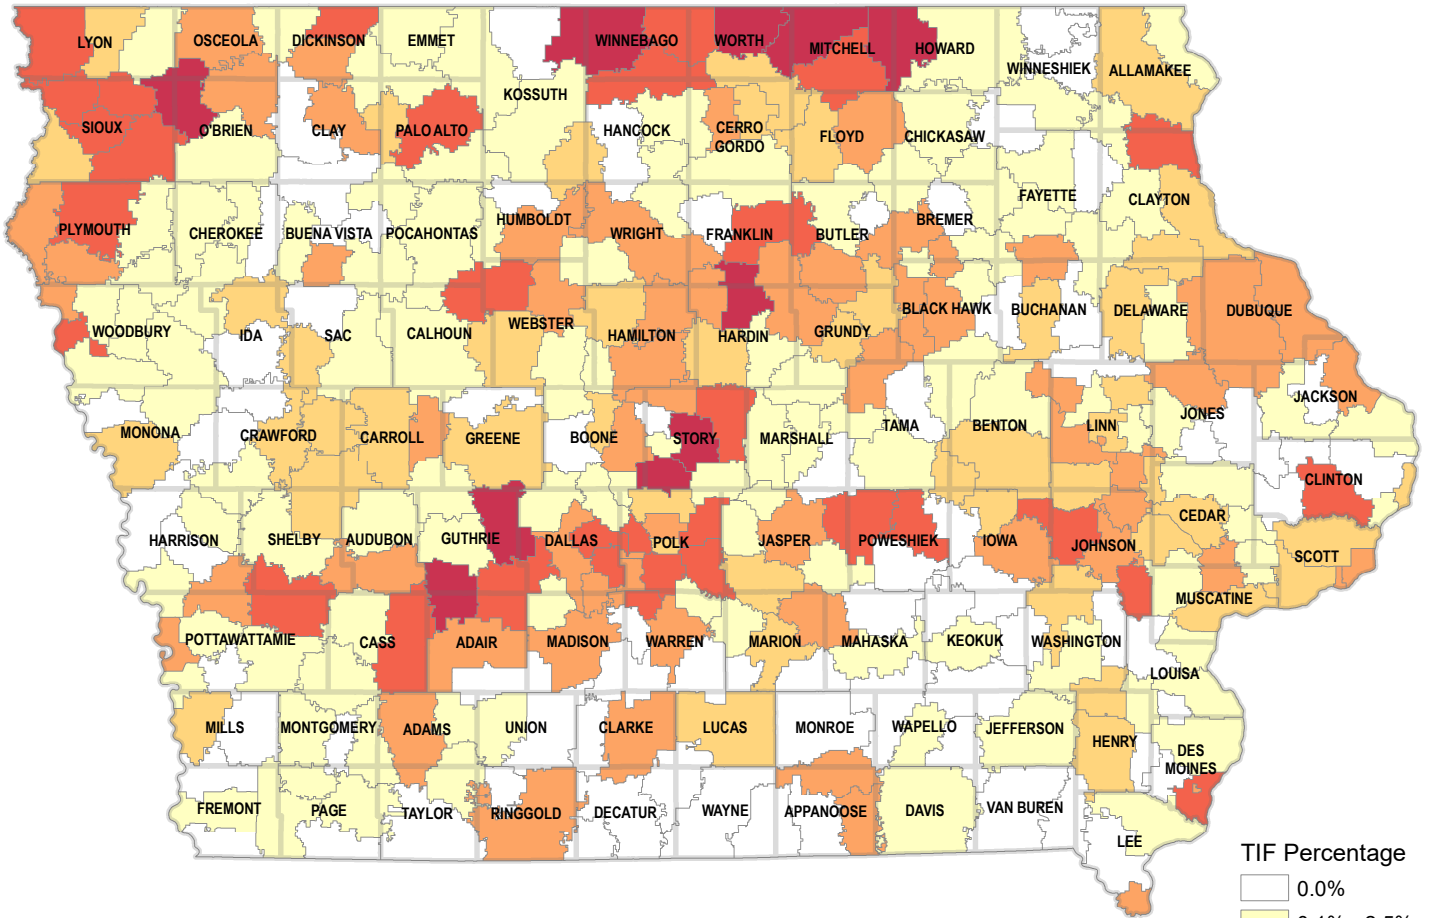 LYON
OSCEOLA
DICKINSON
EMMET
WINNEBAGO
WORTH
MITCHELL
HOWARD
WINNESHIEK
ALLAMAKEE
KOSSUTH
SIOUX
O'BRIEN
CLAY
PALO ALTO
HANCOCK
CERRO
GORDO
FLOYD
CHICKASAW
FAYETTE
CLAYTON
PLYMOUTH
CHEROKEE
BUENA VISTA
POCAHONTAS
HUMBOLDT
WRIGHT
FRANKLIN
BUTLER
BREMER
WOODBURY
IDA
SAC
CALHOUN
WEBSTER
HAMILTON
HARDIN
GRUNDY
BLACK HAWK
BUCHANAN
DELAWARE
DUBUQUE
MONONA
CRAWFORD
CARROLL
GREENE
BOONE
STORY
MARSHALL
TAMA
BENTON
LINN
JONES
JACKSON
CLINTON
HARRISON
SHELBY
AUDUBON
GUTHRIE
DALLAS
POLK
JASPER
POWESHIEK
IOWA
JOHNSON
CEDAR
SCOTT
MUSCATINE
POTTAWATTAMIE
CASS
ADAIR
MADISON
WARREN
MARION
MAHASKA
KEOKUK
WASHINGTON
LOUISA
MILLS
MONTGOMERY
ADAMS
UNION
CLARKE
LUCAS
MONROE
WAPELLO
JEFFERSON
HENRY
DES
MOINES
FREMONT
PAGE
TAYLOR
RINGGOLD
DECATUR
WAYNE
APPANOOSE
DAVIS
VAN BUREN
LEE
TIF Percentage
0.0%